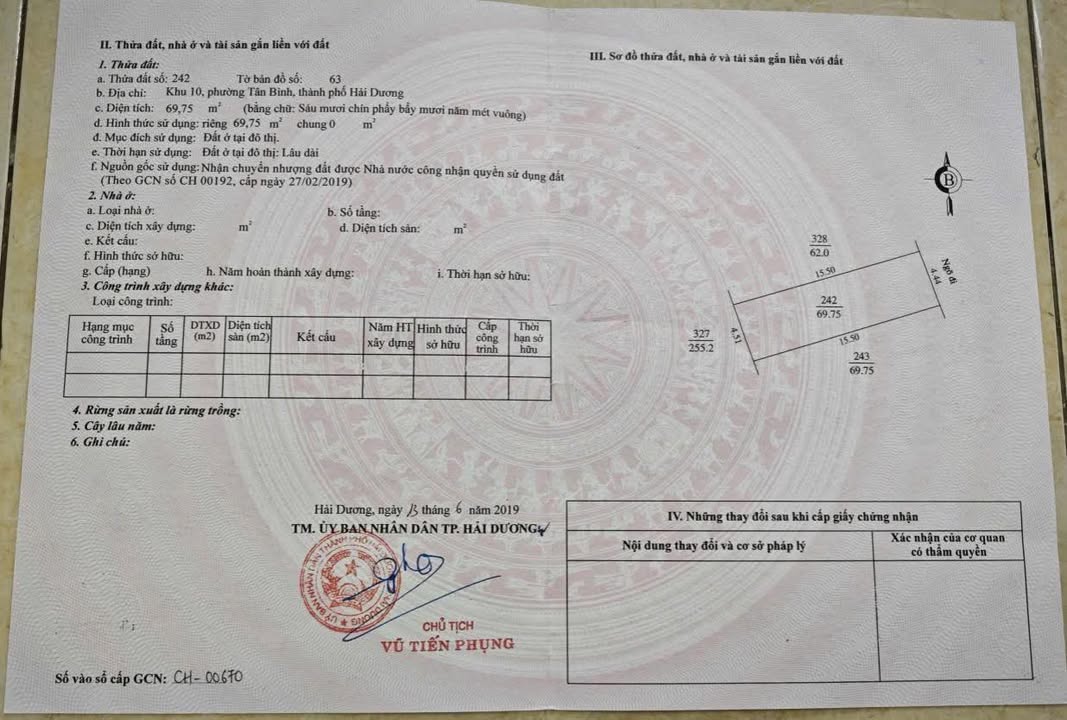 II. Thửa đất, nhà ở và tài sản gắn liền với đất
1. Thửa đất:
a. Thửa đất số: 242 Tờ bản đồ số: 63
b. Địa chỉ: Khu 10, phường Tân Bình, thành phố Hải Dương
c. Diện tích: 69,75 m² (bằng chữ: Sáu mươi chín phẩy bẩy mươi năm mét vuông)
d. Hình thức sử dụng: riêng 69,75 m² chung 0 m²
đ. Mục đích sử dụng: Đất ở tại đô thị.
e. Thời hạn sử dụng: Đất ở tại đô thị: Lâu dài
f. Nguồn gốc sử dụng: Nhận chuyển nhượng đất được Nhà nước công nhận quyền sử dụng đất
(Theo GCN số CH 00192, cấp ngày 27/02/2019)
2. Nhà ở:
a. Loại nhà ở: b. Số tầng:
c. Diện tích xây dựng: m² d. Diện tích sàn: m²
e. Kết cấu:
f. Hình thức sở hữu:
g. Cấp (hạng) h. Năm hoàn thành xây dựng: i. Thời hạn sở hữu:
3. Công trình xây dựng khác:
Loại công trình:
Hạng mục công trình Số tầng DTXD (m2) Diện tích sàn (m2) Kết cấu Năm HT xây dựng Hình thức sở hữu Cấp công trình Thời hạn sở hữu
4. Rừng sản xuất là rừng trồng:
5. Cây lâu năm:
6. Ghi chú:
Hải Dương, ngày 13 tháng 6 năm 2019
TM. ỦY BAN NHÂN DÂN TP. HẢI DƯƠNG
CHỦ TỊCH
VŨ TIẾN PHỤNG
Số vào sổ cấp GCN: CH-00670
III. Sơ đồ thửa đất, nhà ở và tài sản gắn liền với đất
B
328
62.0
15.50
Ngõ đi
4.44
242
69.75
327
255.2
4.51
15.50
243
69.75
IV. Những thay đổi sau khi cấp giấy chứng nhận
Nội dung thay đổi và cơ sở pháp lý Xác nhận của cơ quan có thẩm quyền